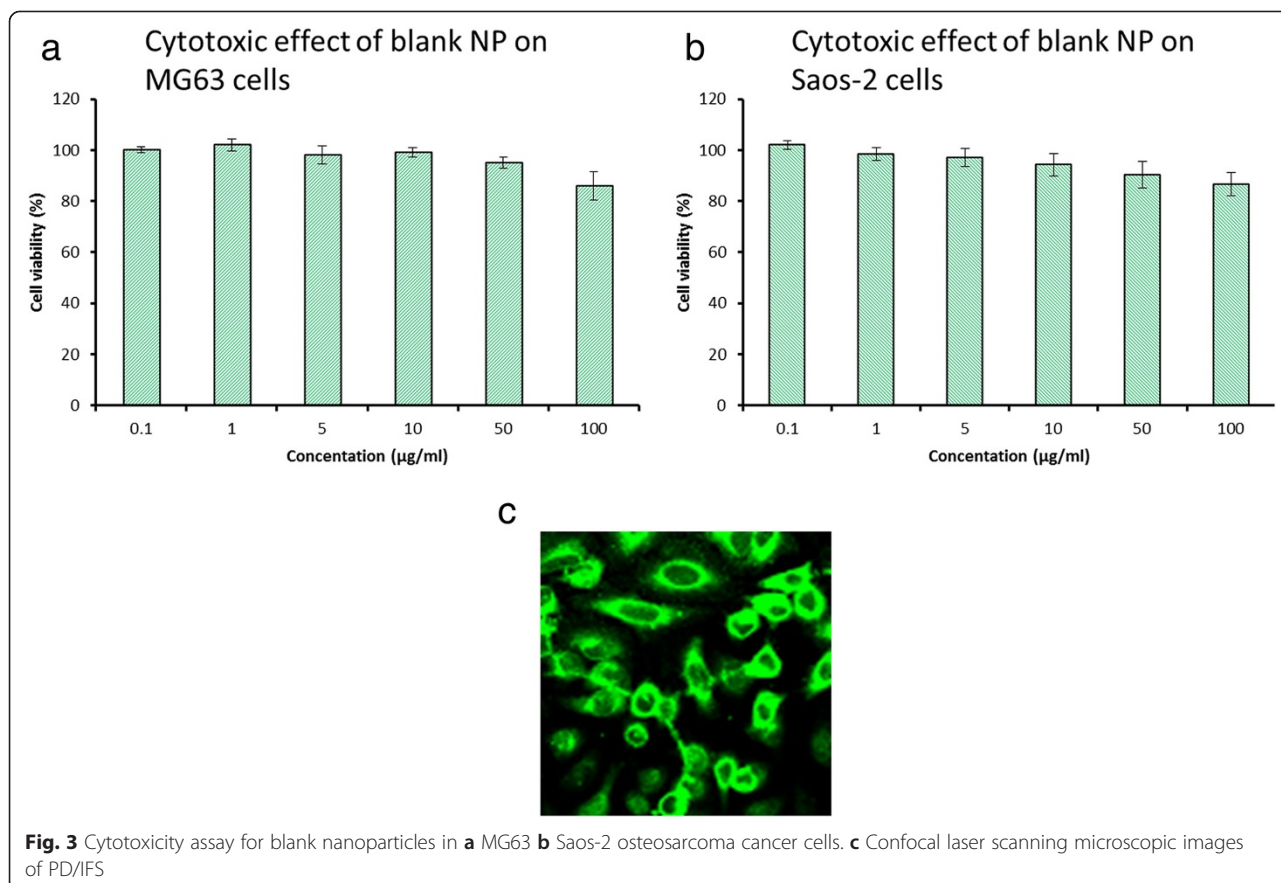 a
Cytotoxic effect of blank NP on
MG63 cells
120
100
80
60
40
20
0
Cell viability (%)
0.1 1 5 10 50 100
Concentation (µg/ml)
b
Cytotoxic effect of blank NP on
Saos-2 cells
120
100
80
60
40
20
0
Cell viability (%)
0.1 1 5 10 50 100
Concentation (µg/ml)
c
Fig. 3 Cytotoxicity assay for blank nanoparticles in a MG63 b Saos-2 osteosarcoma cancer cells. c Confocal laser scanning microscopic images
of PD/IFS